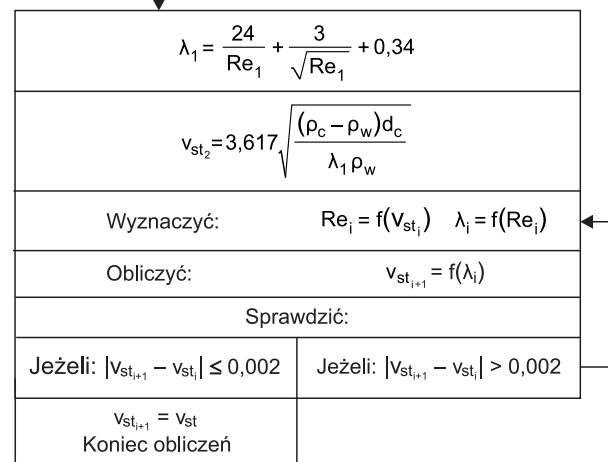 λ₁ = 24/Re₁ + 3/√Re₁ + 0,34
v_st₂ = 3,617 √((ρ_c – ρ_w)d_c / λ₁ρ_w)
Wyznaczyć: Re_i = f(v_st_i) λ_i = f(Re_i)
Obliczyć: v_st_i+1 = f(λ_i)
Sprawdzić:
Jeżeli: |v_st_i+1 – v_st_i| ≤ 0,002 Jeżeli: |v_st_i+1 – v_st_i| > 0,002
v_st_i+1 = v_st
Koniec obliczeń